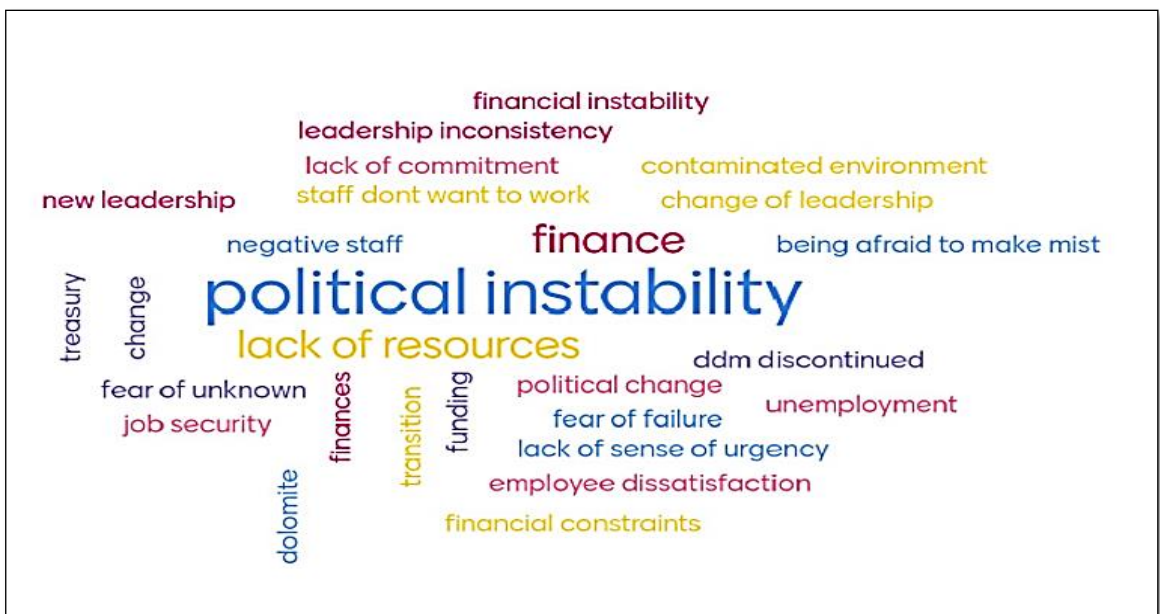 financial instability
leadership inconsistency
lack of commitment
contaminated environment
new leadership
staff dont want to work
change of leadership
negative staff
finance
being afraid to make mist
treasury
change
political instability
lack of resources
ddm discontinued
fear of unknown
finances
transition
funding
political change
unemployment
job security
fear of failure
lack of sense of urgency
dolomite
employee dissatisfaction
financial constraints